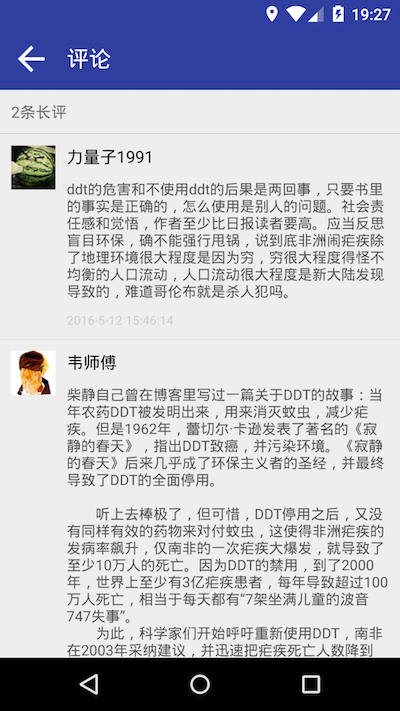 19:27
评论
2条长评
力量子1991
ddt的危害和不使用ddt的后果是两回事，只要书里
的事实是正确的，怎么使用是别人的问题。社会责
任感和觉悟，作者至少比日报读者要高。应当反思
盲目环保，确不能强行甩锅，说到底非洲闹疟疾除
了地理环境很大程度是因为穷，穷很大程度得怪不
均衡的人口流动，人口流动很大程度是新大陆发现
导致的，难道哥伦布就是杀人犯吗。
2016-5-12 15:46:14
韦师傅
柴静自己曾在博客里写过一篇关于DDT的故事：当
年农药DDT被发明出来，用来消灭蚊虫，减少疟
疾。但是1962年，蕾切尔·卡逊发表了著名的《寂
静的春天》，指出DDT致癌，并污染环境。《寂静
的春天》后来几乎成了环保主义者的圣经，并最终
导致了DDT的全面停用。
听上去棒极了，但可惜，DDT停用之后，又没
有同样有效的药物来对付蚊虫，这使得非洲疟疾的
发病率飙升，仅南非的一次疟疾大爆发，就导致了
至少10万人的死亡。因为DDT的禁用，到了2000
年，世界上至少有3亿疟疾患者，每年导致超过100
万人死亡，相当于每天都有“7架坐满儿童的波音
747失事”。
为此，科学家们开始呼吁重新使用DDT，南非
在2003年采纳建议，并迅速把疟疾死亡人数降到